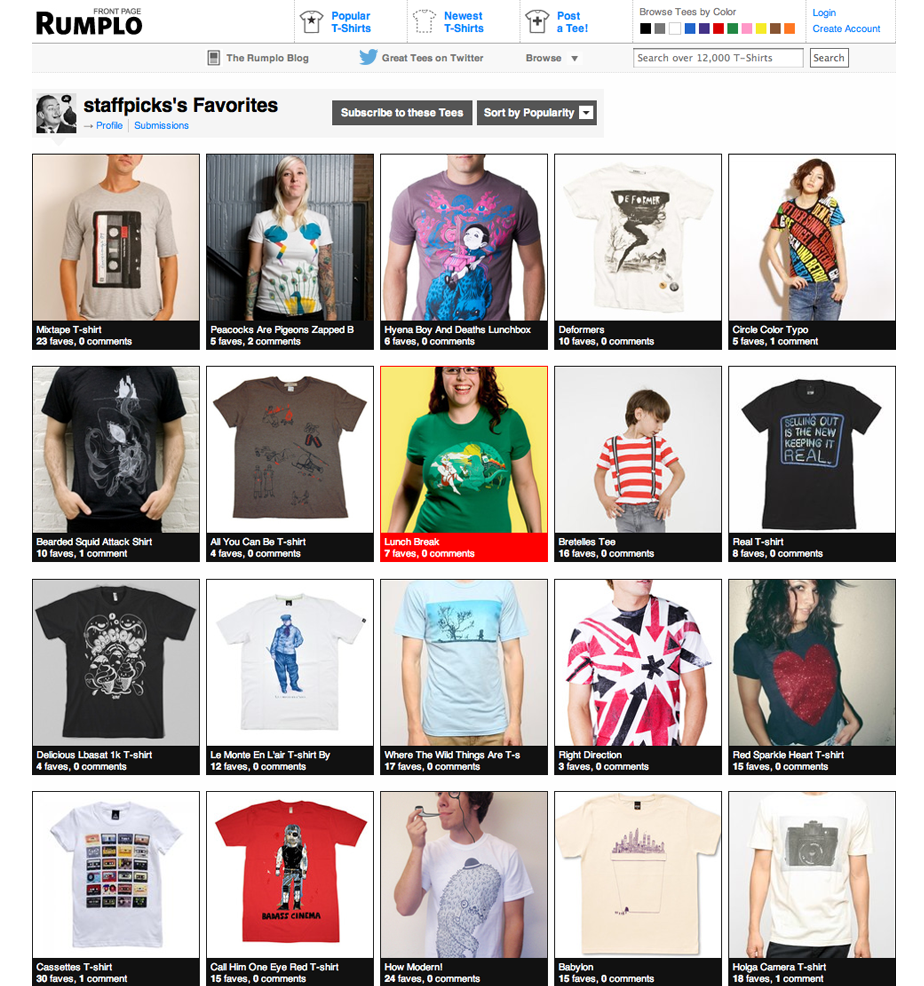 FRONT PAGE
RUMPLO
Popular
T-Shirts
Newest
T-Shirts
Post
a Tee!
Browse Tees by Color
Login
Create Account
The Rumplo Blog
Great Tees on Twitter
Browse ▼
Search over 12,000 T-Shirts
Search
staffpicks's Favorites
→ Profile
Submissions
Subscribe to these Tees
Sort by Popularity
DEFORMER
Mixtape T-shirt
23 faves, 0 comments
Peacocks Are Pigeons Zapped B
5 faves, 2 comments
Hyena Boy And Deaths Lunchbox
6 faves, 0 comments
Deformers
10 faves, 0 comments
Circle Color Typo
5 faves, 1 comment
SELLING OUT
IS THE NEW
KEEPING IT
REAL.
Bearded Squid Attack Shirt
10 faves, 1 comment
All You Can Be T-shirt
4 faves, 0 comments
Lunch Break
7 faves, 0 comments
Bretelles Tee
16 faves, 0 comments
Real T-shirt
8 faves, 0 comments
DELICIOUS
Delicious Lbasat 1k T-shirt
4 faves, 0 comments
Le Monte En L'air T-shirt By
12 faves, 0 comments
Where The Wild Things Are T-s
17 faves, 0 comments
Right Direction
3 faves, 0 comments
Red Sparkle Heart T-shirt
15 faves, 0 comments
BADASS CINEMA
Cassettes T-shirt
30 faves, 1 comment
Call Him One Eye Red T-shirt
15 faves, 0 comments
How Modern!
24 faves, 0 comments
Babylon
15 faves, 0 comments
Holga Camera T-shirt
18 faves, 1 comment